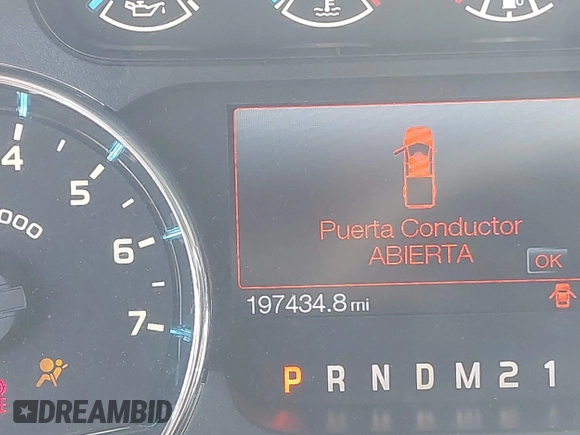 4
5
6
7
000
Puerta Conductor
ABIERTA
OK
197434.8 mi
P R N D M 2 1
DREAMBID